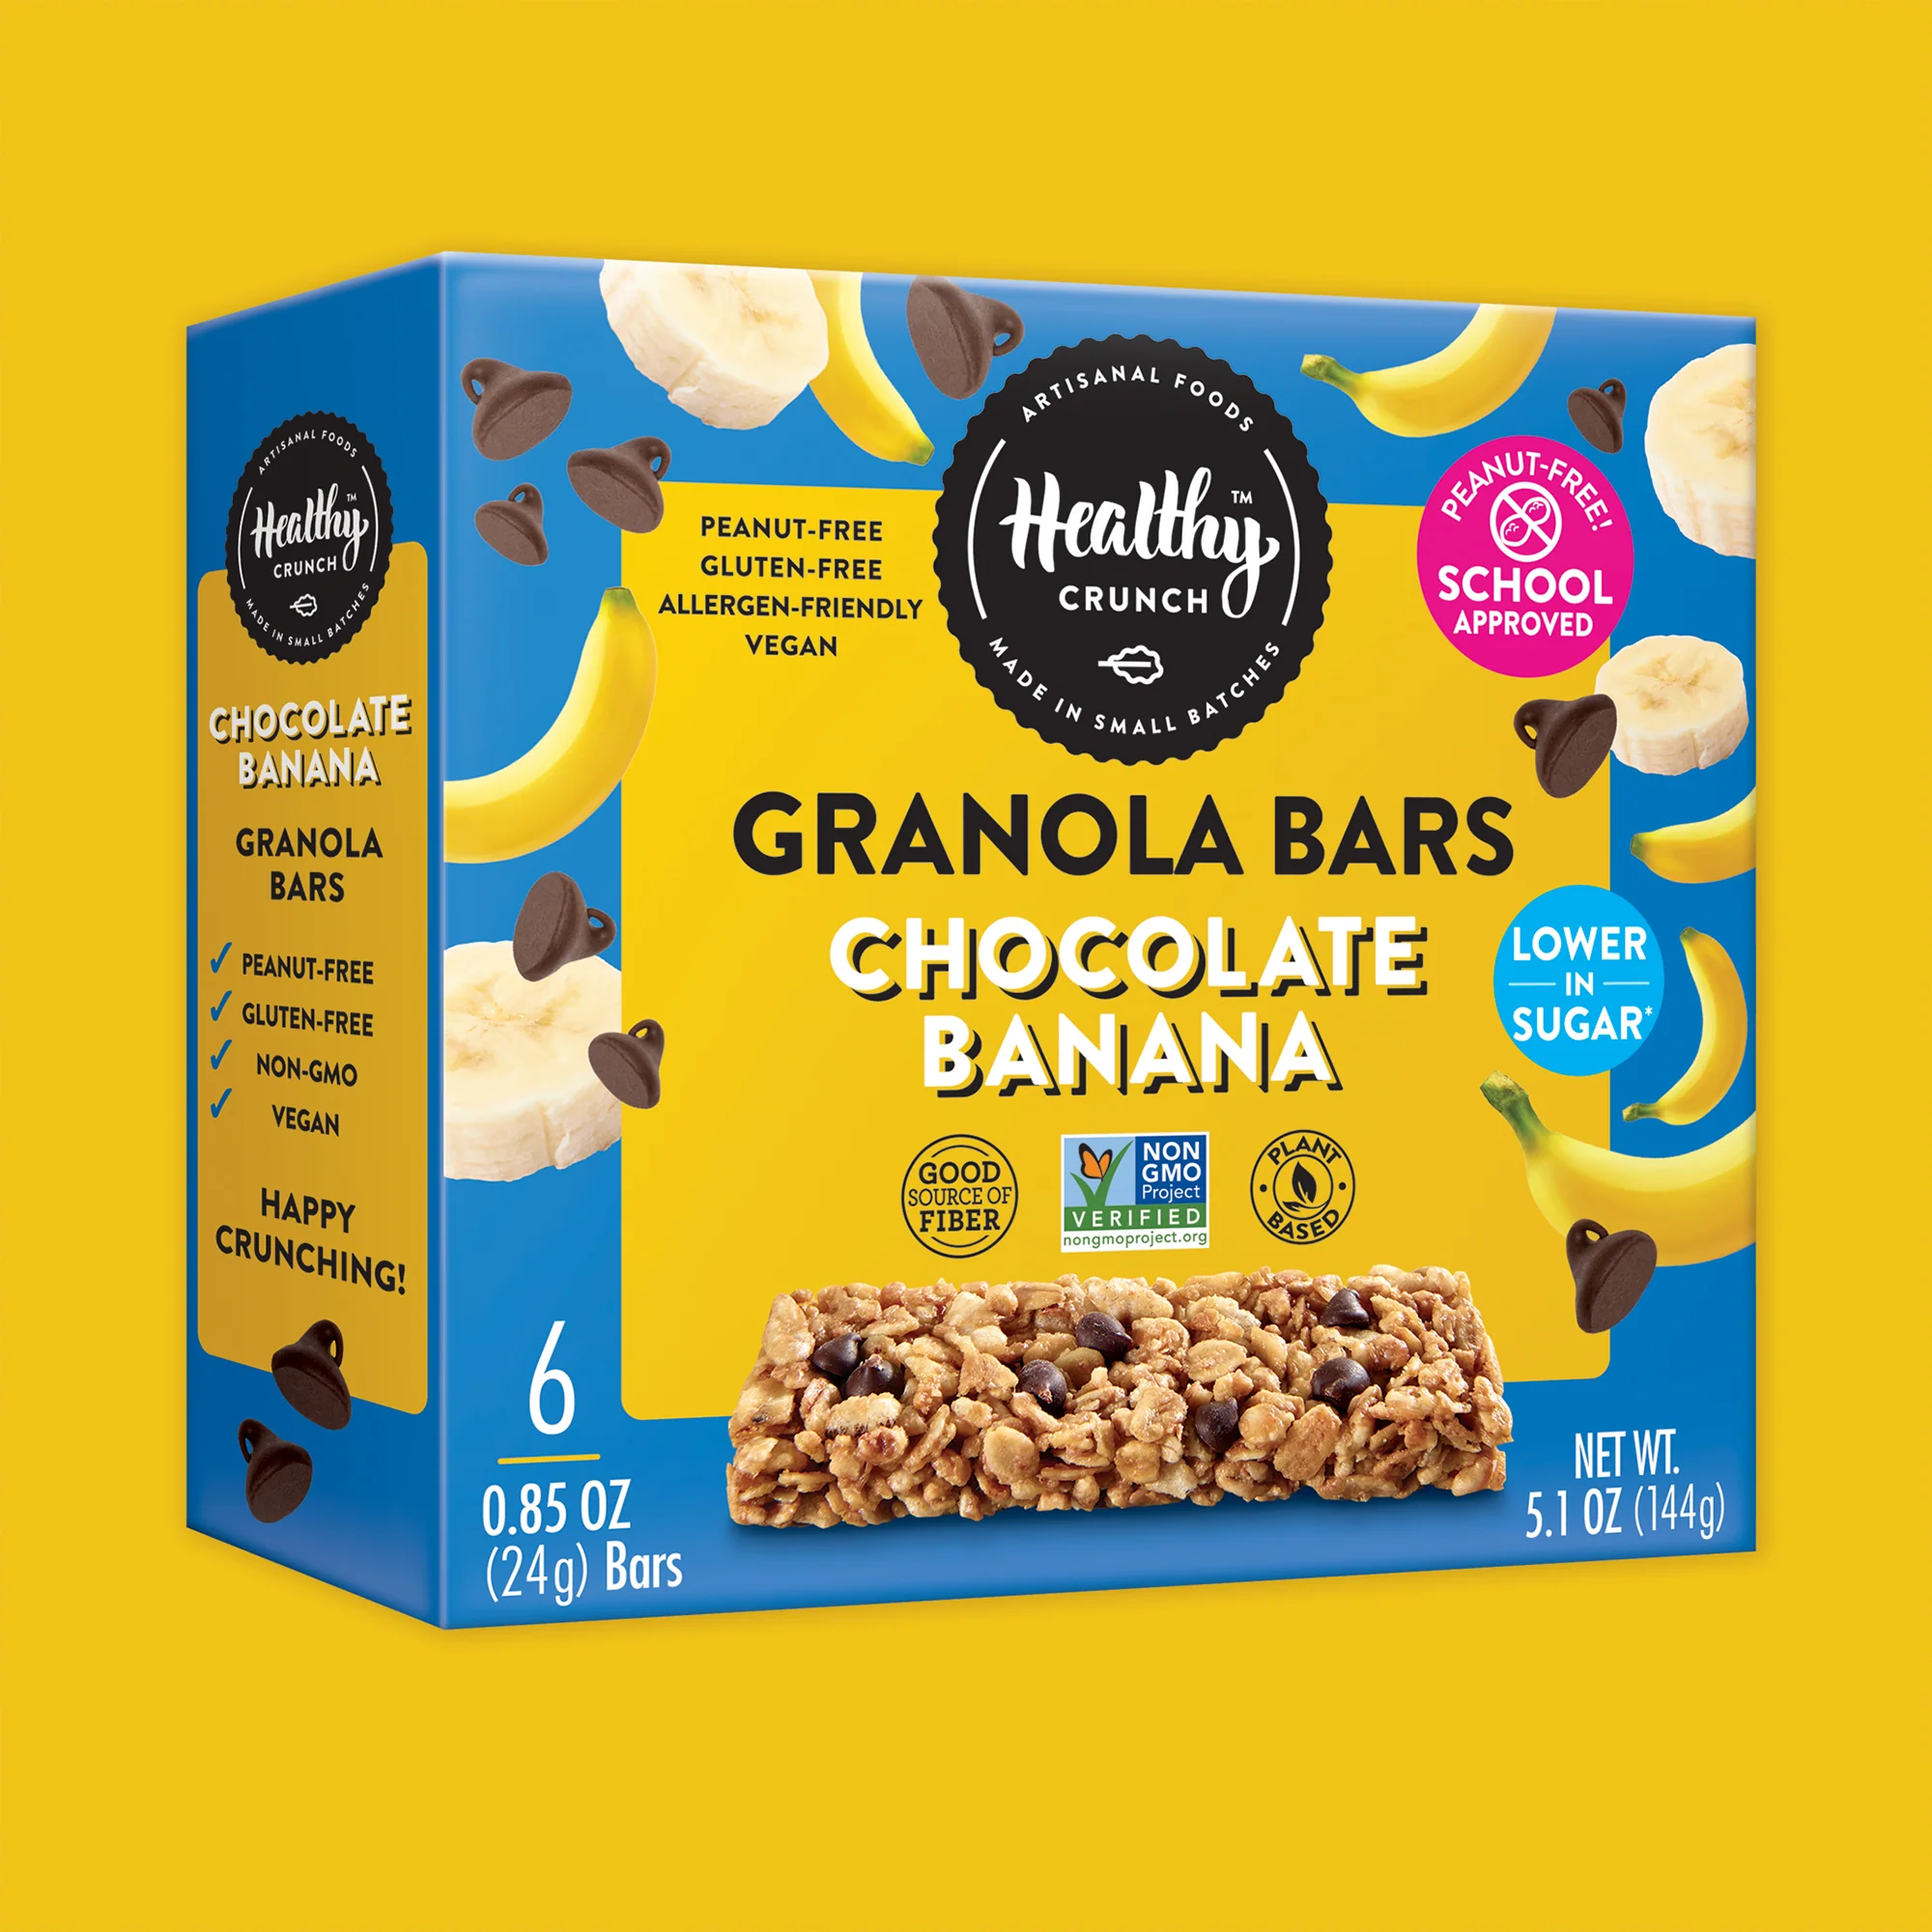 ARTISANAL FOODS
Healthy™
CRUNCH
MADE IN SMALL BATCHES
CHOCOLATE
BANANA
GRANOLA
BARS
✓ PEANUT-FREE
✓ GLUTEN-FREE
✓ NON-GMO
✓ VEGAN
HAPPY
CRUNCHING!
PEANUT-FREE
GLUTEN-FREE
ALLERGEN-FRIENDLY
VEGAN
ARTISANAL FOODS
Healthy™
CRUNCH
MADE IN SMALL BATCHES
PEANUT-FREE!
SCHOOL
APPROVED
GRANOLA BARS
CHOCOLATE
BANANA
LOWER
IN
SUGAR*
GOOD
SOURCE OF
FIBER
NON
GMO
Project
VERIFIED
nongmoproject.org
PLANT
BASED
6
0.85 OZ
(24g) Bars
NET WT.
5.1 OZ (144g)